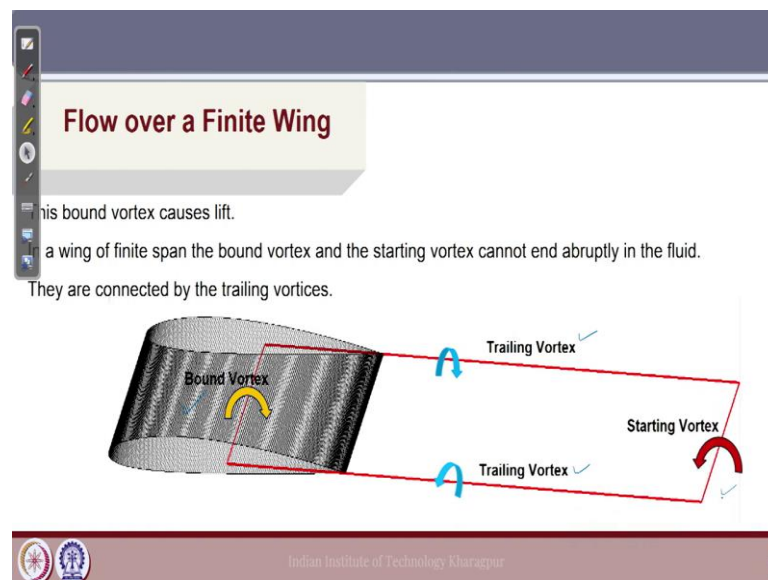 Flow over a Finite Wing
his bound vortex causes lift.
a wing of finite span the bound vortex and the starting vortex cannot end abruptly in the fluid.
They are connected by the trailing vortices.
Trailing Vortex
Bound Vortex
Starting Vortex
Trailing Vortex
Indian Institute of Technology Kharagpur